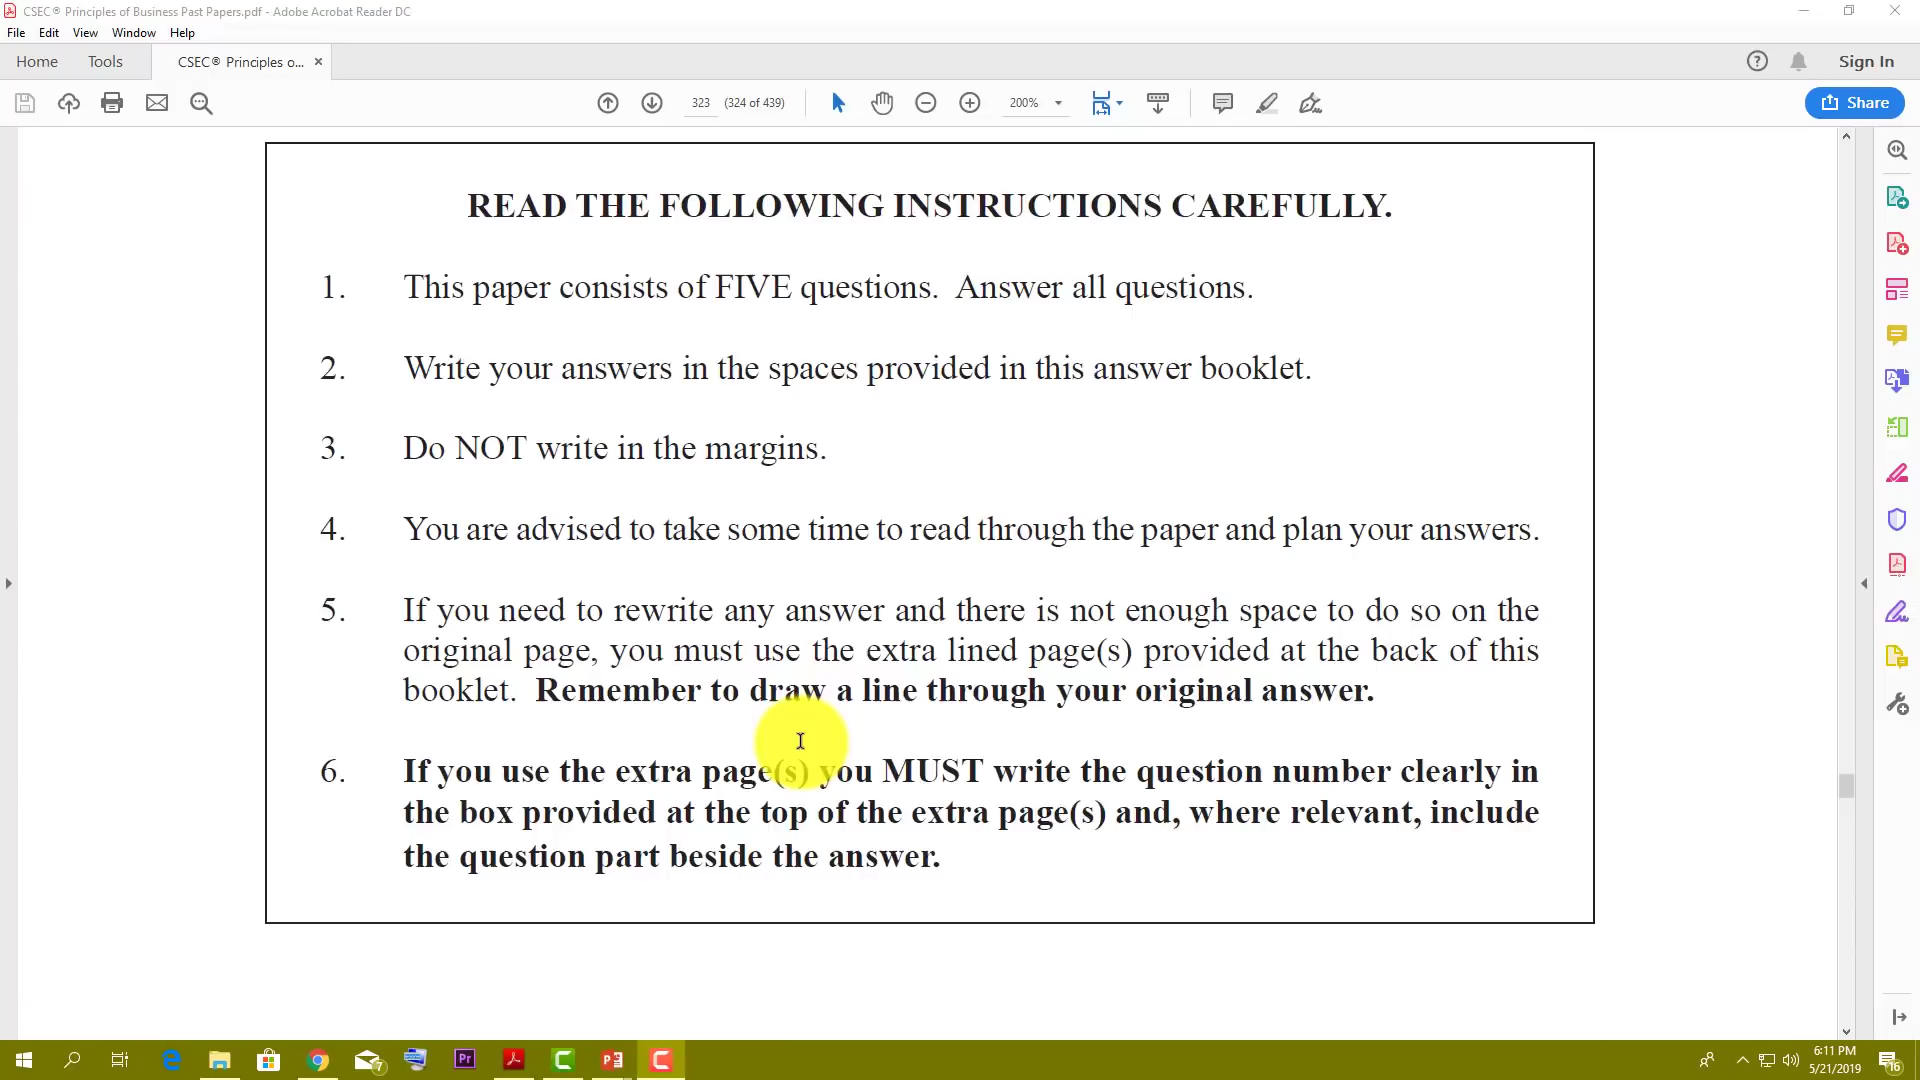 CSEC® Principles of Business Past Papers.pdf - Adobe Acrobat Reader DC
File Edit View Window Help
Home Tools CSEC® Principles o... × Sign In
323 (324 of 439) 200% Share
READ THE FOLLOWING INSTRUCTIONS CAREFULLY.
1. This paper consists of FIVE questions. Answer all questions.
2. Write your answers in the spaces provided in this answer booklet.
3. Do NOT write in the margins.
4. You are advised to take some time to read through the paper and plan your answers.
5. If you need to rewrite any answer and there is not enough space to do so on the
original page, you must use the extra lined page(s) provided at the back of this
booklet. Remember to draw a line through your original answer.
6. If you use the extra page(s) you MUST write the question number clearly in
the box provided at the top of the extra page(s) and, where relevant, include
the question part beside the answer.
7 Pr
6:11 PM
5/21/2019
16